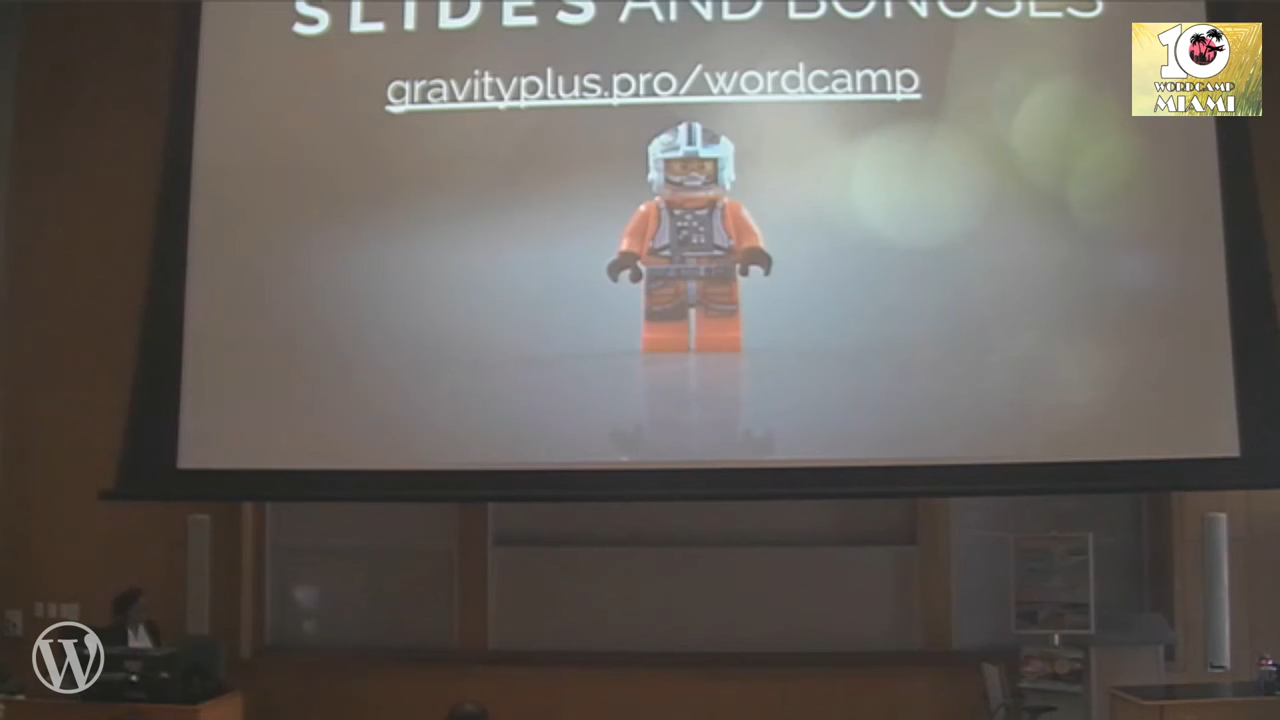 SLIDES AND BONUSES
gravityplus.pro/wordcamp
10
WORDCAMP
MIAMI
W